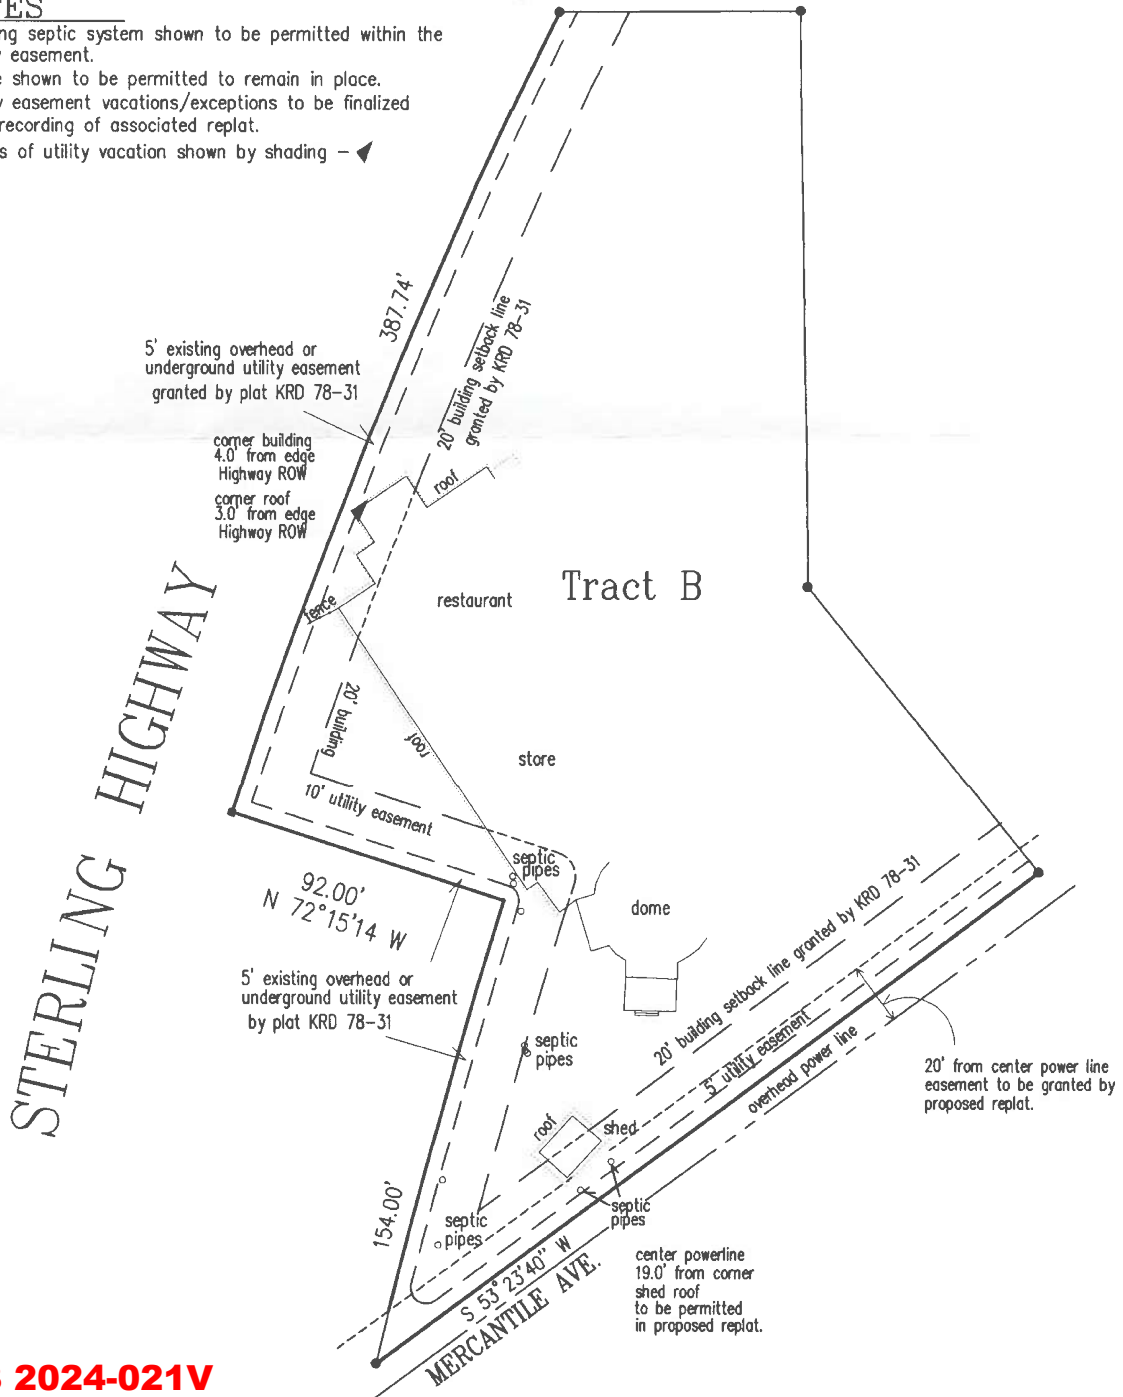 ng septic system shown to be permitted within the
easement.
shown to be permitted to remain in place.
easement vacations/exceptions to be finalized
recording of associated replat.
s of utility vacation shown by shading –
387.74'
20' building setback line
granted by KRD 78-31
5' existing overhead or
underground utility easement
granted by plat KRD 78-31
corner building
4.0' from edge
Highway ROW
corner roof
3.0' from edge
Highway ROW
roof
Tract B
restaurant
fence
STERLING HIGHWAY
20' building
roof
store
10' utility easement
septic
pipes
92.00'
N 72°15'14 W
dome
20' building setback line granted by KRD 78-31
5' existing overhead or
underground utility easement
by plat KRD 78-31
septic
pipes
5' utility easement
overhead power line
20' from center power line
easement to be granted by
proposed replat.
roof
shed
154.00'
septic
pipes
septic
pipes
S 53°23'40" W
MERCANTILE AVE.
center powerline
19.0' from corner
shed roof
to be permitted
in proposed replat.
2024-021V